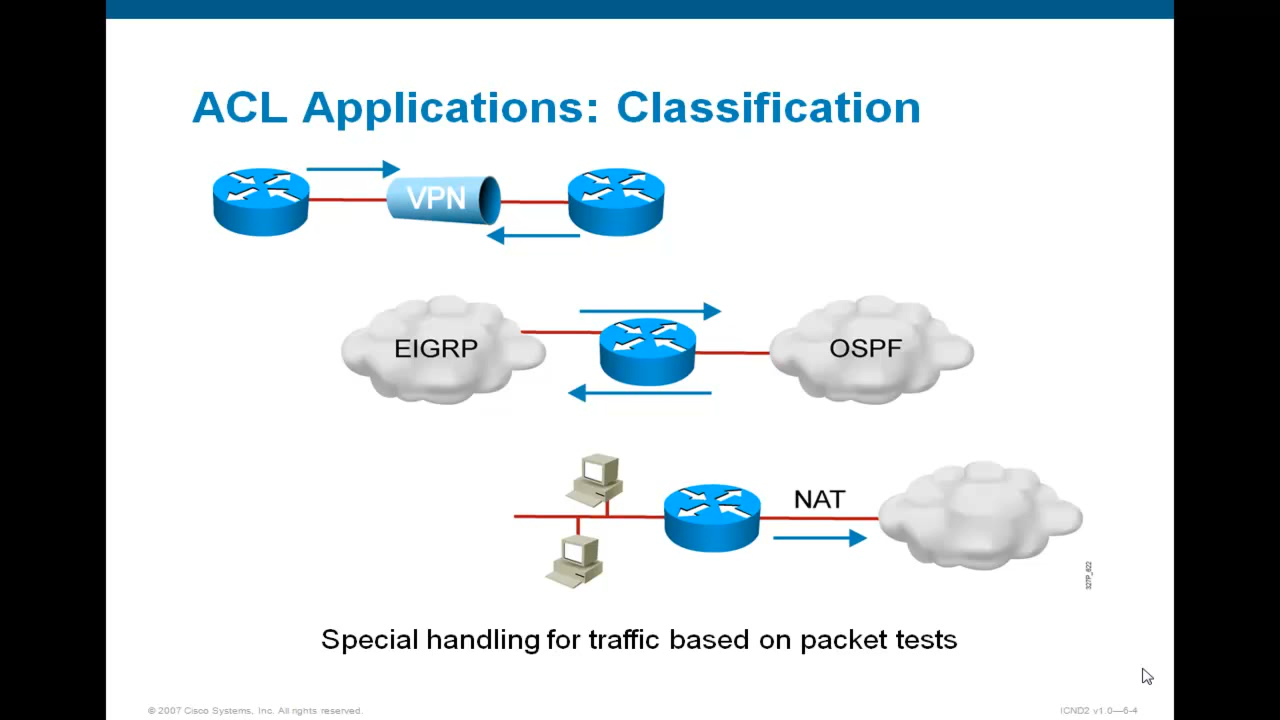 ACL Applications: Classification
VPN
EIGRP
OSPF
NAT
327P_622
Special handling for traffic based on packet tests
© 2007 Cisco Systems, Inc. All rights reserved.
ICND2 v1.0—6-4